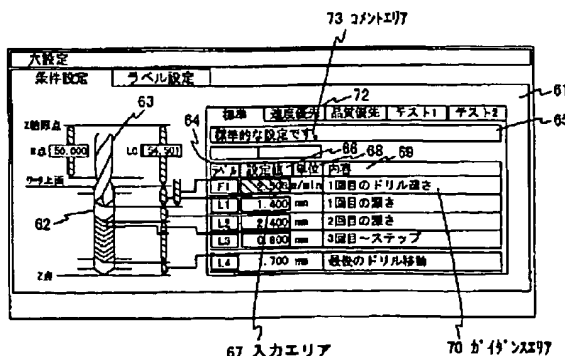 73 コメントエリア
穴設定
条件設定 ラベル設定
61
63
72
標準 速度優先 品質優先 テスト1 テスト2
65
標準的な設定です。
64
66
68
69
Z軸原点
R点 50.000 LC 54.501
ワーク上面
ラベル 設定値 単位 内容
F1 m/min 1回目のドリル速さ
L1 1.400 mm 1回目の深さ
L2 2.400 mm 2回目の深さ
L3 0.800 mm 3回目~ステップ
L4 .700 mm 最後のドリル移動
62
Z点
67 入力エリア
70 ガイダンスエリア